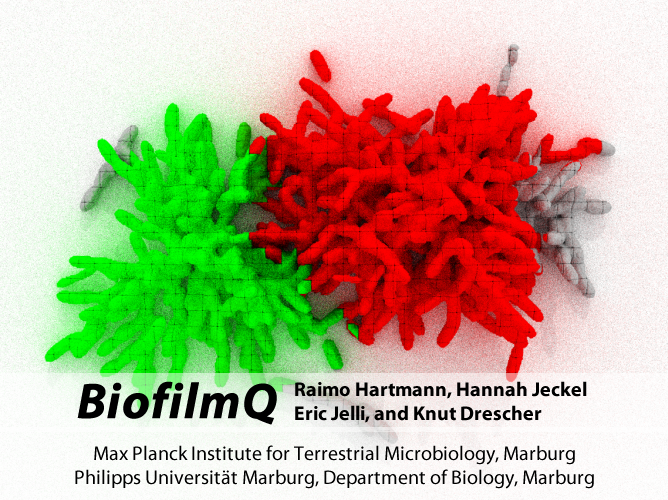 BiofilmQ
Raimo Hartmann, Hannah Jeckel
Eric Jelli, and Knut Drescher
Max Planck Institute for Terrestrial Microbiology, Marburg
Philipps Universität Marburg, Department of Biology, Marburg